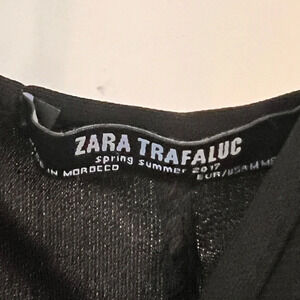 ZARA TRAFALUC
Spring Summer 2017
IN MOROCCO EUR/USA M M